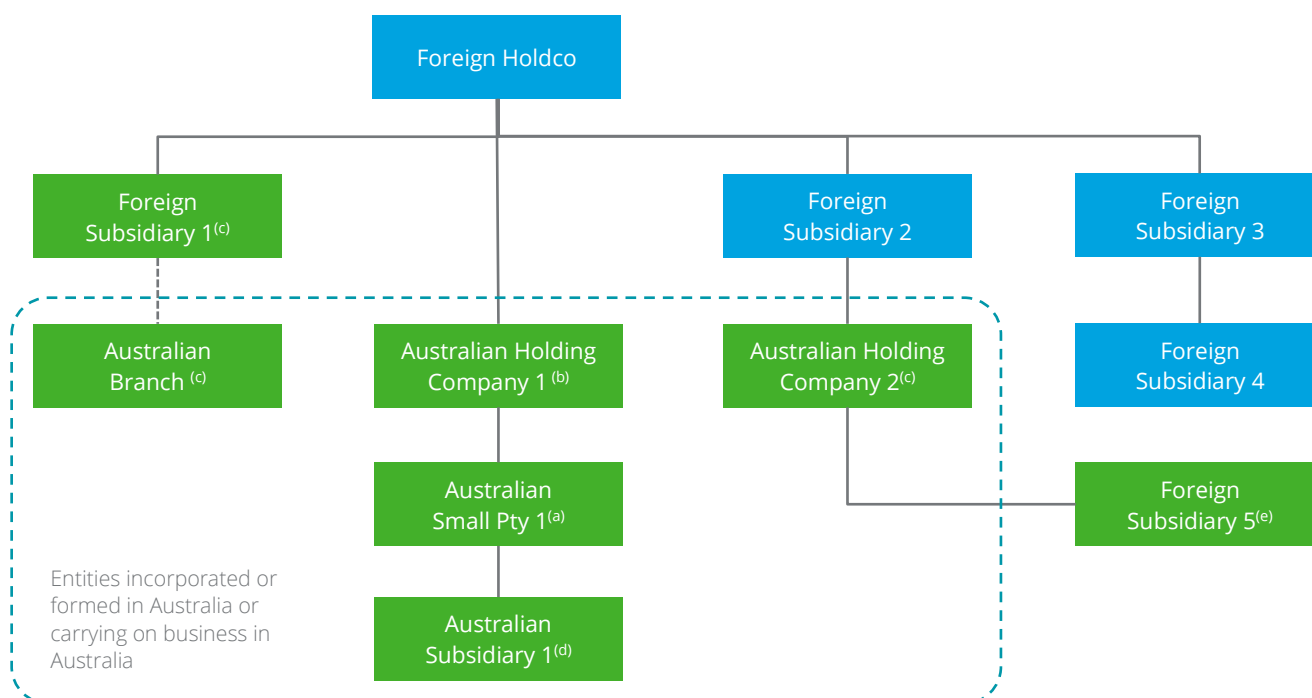 Foreign Holdco
Foreign
Subsidiary 1(c)
Foreign
Subsidiary 2
Foreign
Subsidiary 3
Australian
Branch (c)
Australian Holding
Company 1 (b)
Australian Holding
Company 2(c)
Foreign
Subsidiary 4
Australian
Small Pty 1(a)
Foreign
Subsidiary 5(e)
Entities incorporated or
formed in Australia or
carrying on business in
Australia
Australian
Subsidiary 1(d)